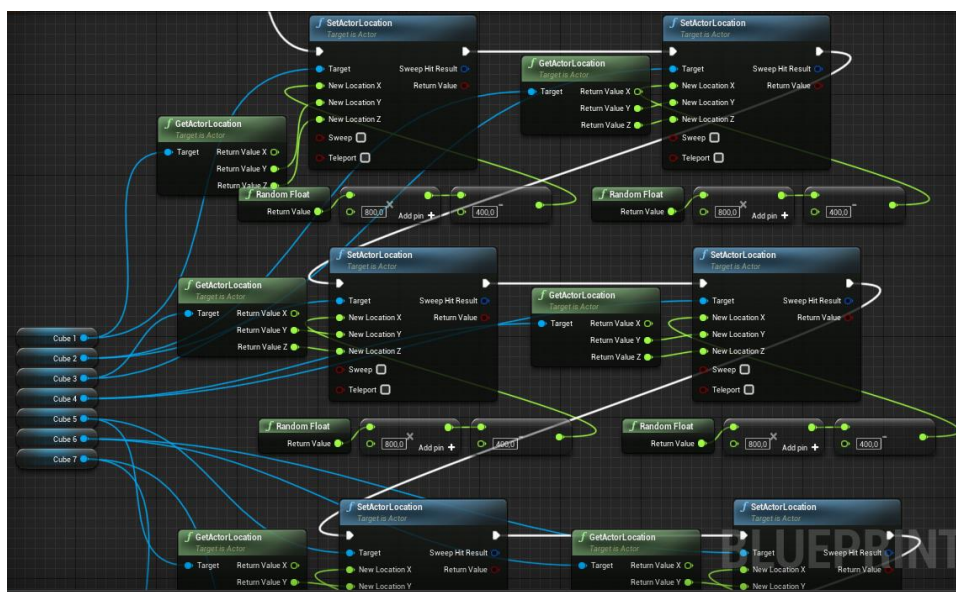 SetActorLocation
Target is Actor
Target
Sweep Hit Result
New Location X
Return Value
New Location Y
New Location Z
Sweep
Teleport
SetActorLocation
Target is Actor
Target
Sweep Hit Result
New Location X
Return Value
New Location Y
New Location Z
Sweep
Teleport
GetActorLocation
Target is Actor
Target
Return Value X
Return Value Y
Return Value Z
GetActorLocation
Target is Actor
Target
Return Value X
Return Value Y
Return Value Z
Random Float
Return Value
800,0
Add pin +
400,0
Random Float
Return Value
800,0
Add pin +
400,0
SetActorLocation
Target is Actor
Target
Sweep Hit Result
New Location X
Return Value
New Location Y
New Location Z
Sweep
Teleport
SetActorLocation
Target is Actor
Target
Sweep Hit Result
New Location X
Return Value
New Location Y
New Location Z
Sweep
Teleport
GetActorLocation
Target is Actor
Target
Return Value X
Return Value Y
Return Value Z
GetActorLocation
Target is Actor
Target
Return Value X
Return Value Y
Return Value Z
Cube 1
Cube 2
Cube 3
Cube 4
Cube 5
Cube 6
Cube 7
Random Float
Return Value
800,0
Add pin +
400,0
Random Float
Return Value
800,0
Add pin +
400,0
SetActorLocation
Target is Actor
Target
Sweep Hit Result
New Location X
Return Value
New Location Y
SetActorLocation
Target is Actor
Target
Sweep Hit Result
New Location X
Return Value
New Location Y
GetActorLocation
Target is Actor
Target
Return Value X
Return Value Y
GetActorLocation
Target is Actor
Target
Return Value X
Return Value Y
BLUEPRINT